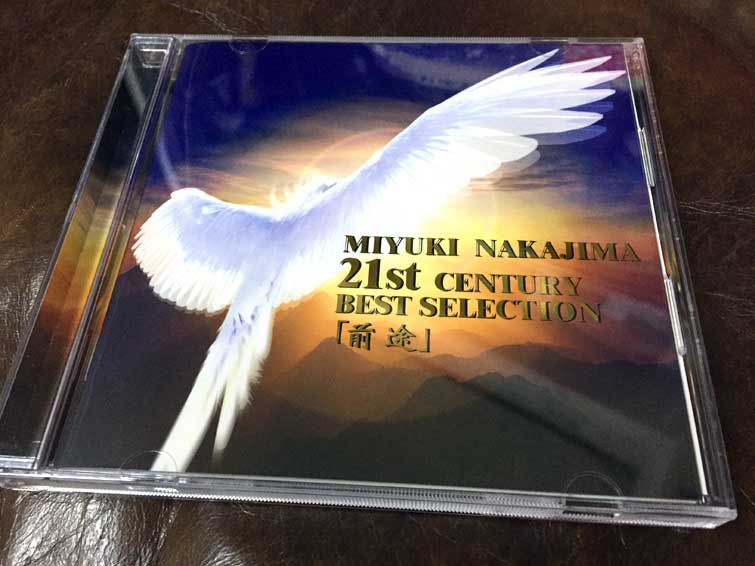 MIYUKI NAKAJIMA
21st CENTURY
BEST SELECTION
「前途」